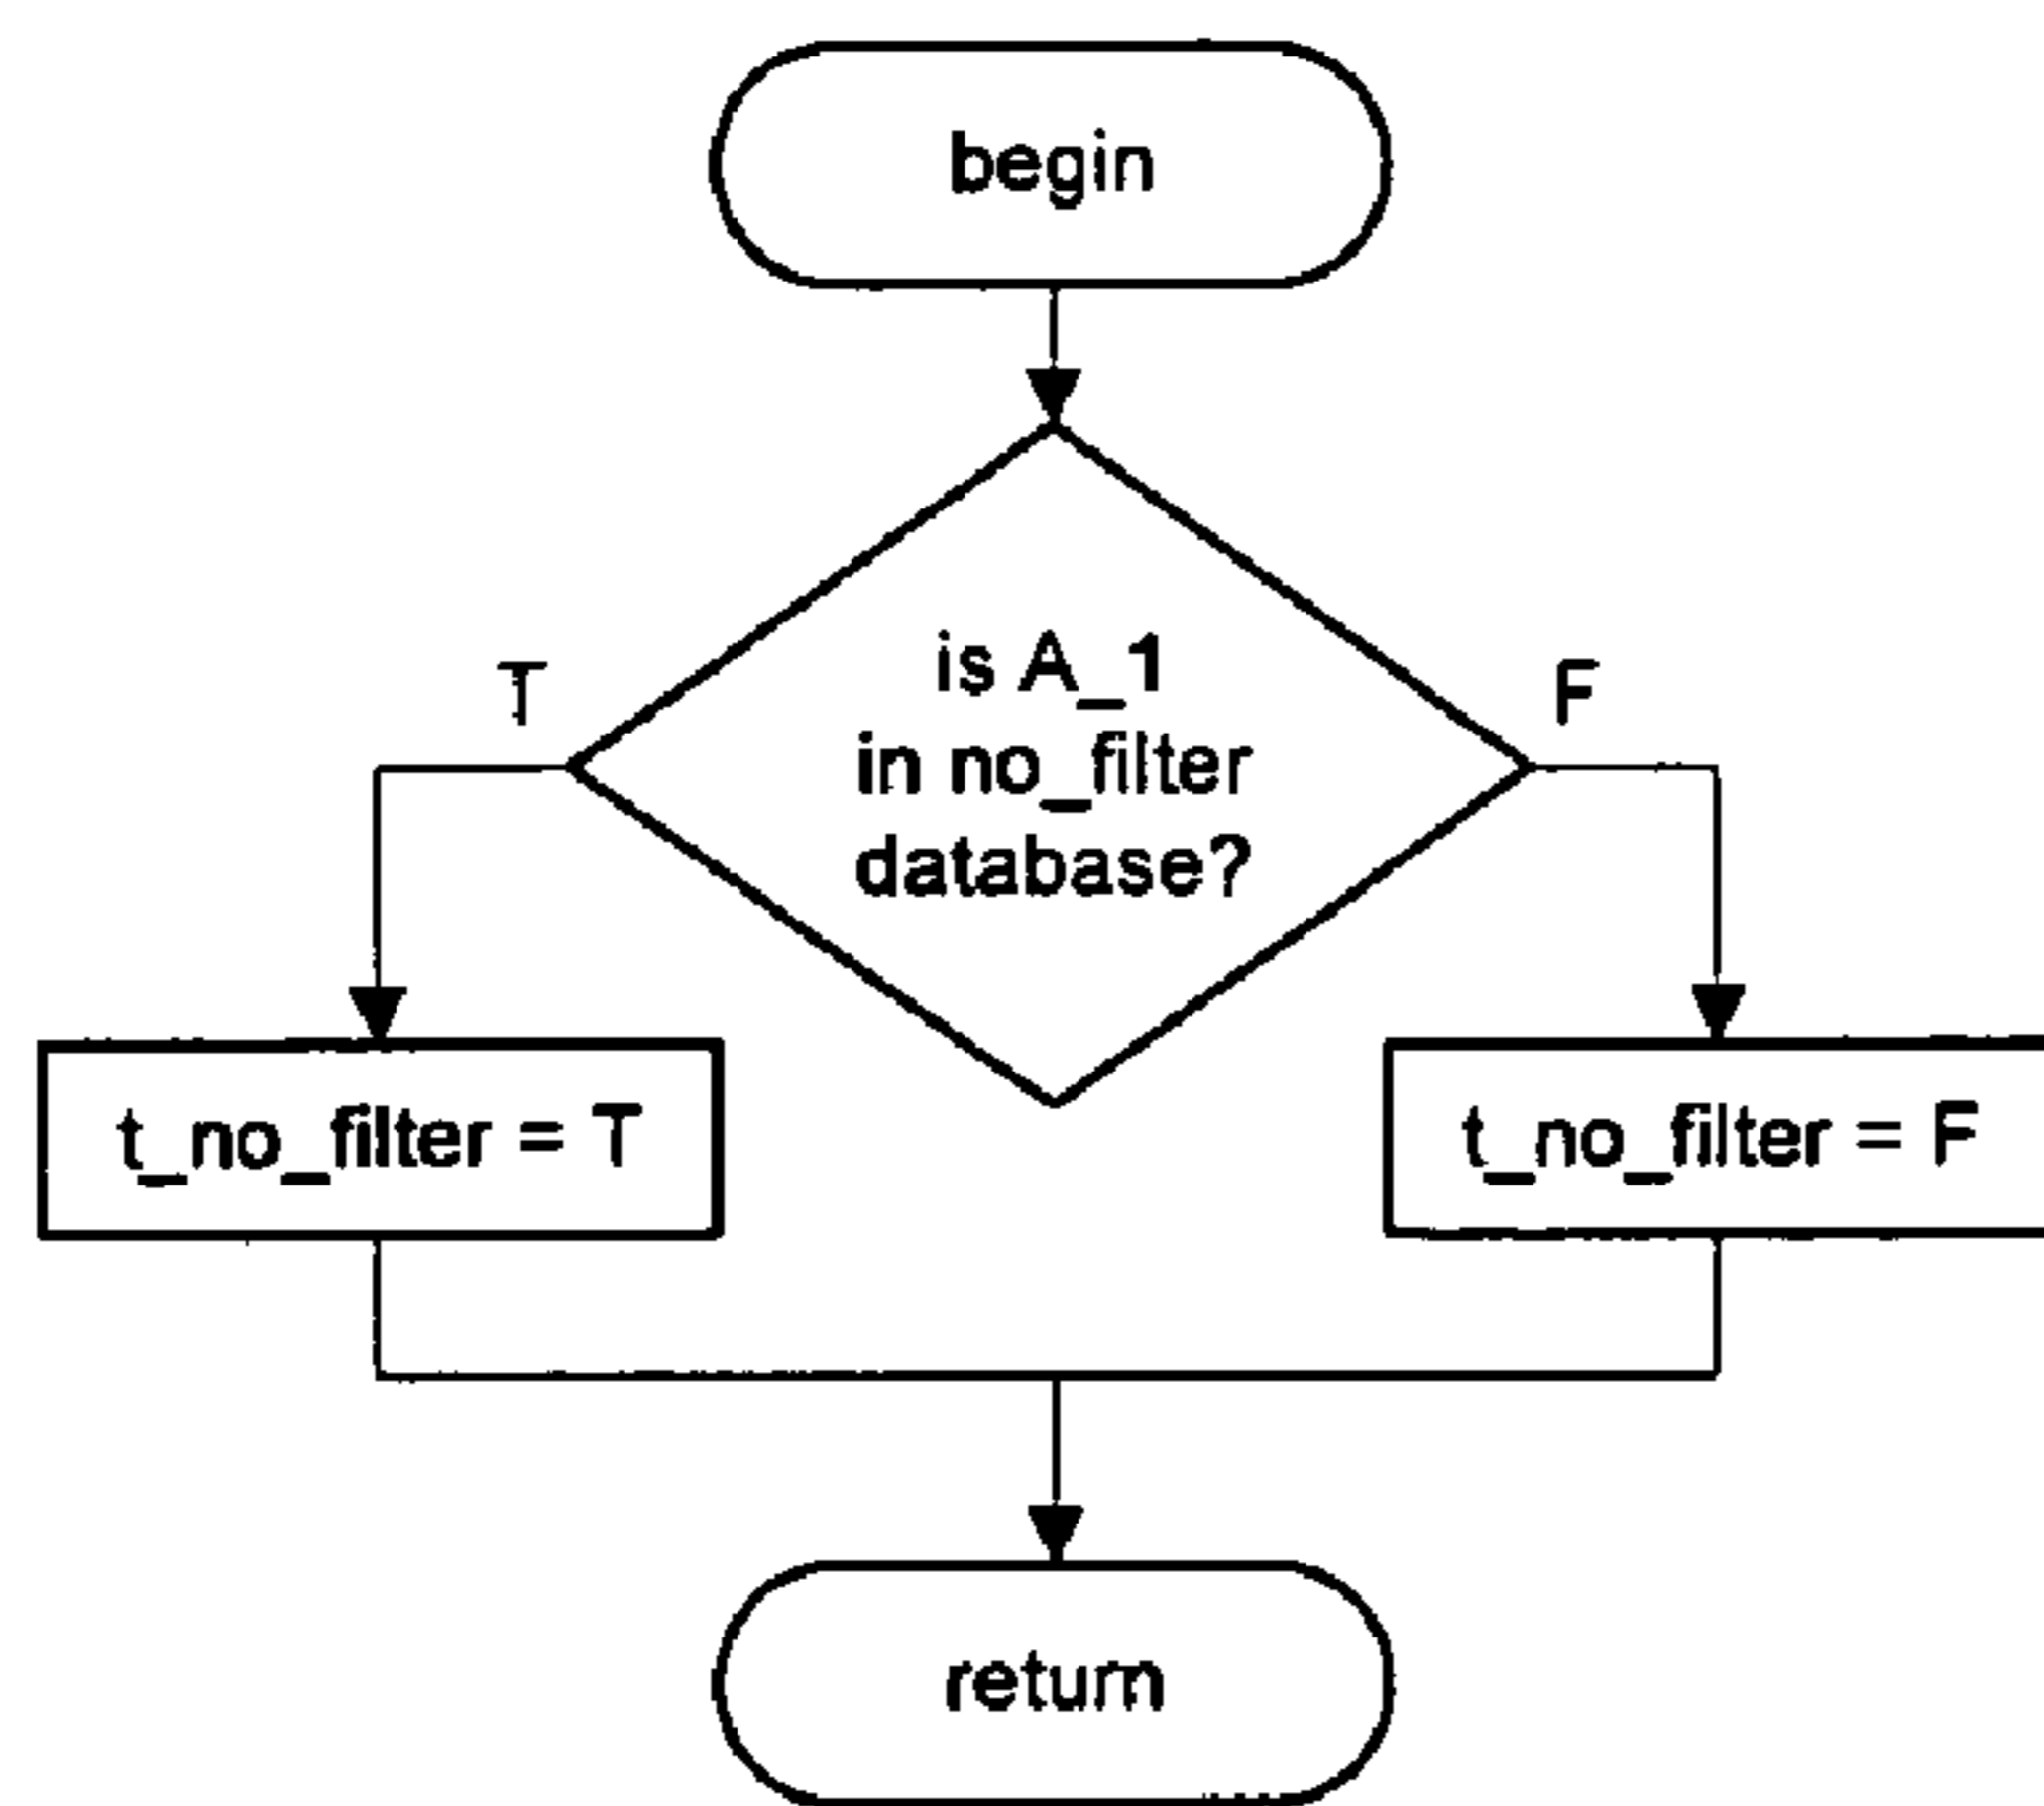 begin
is A_1
in no_filter
database?
T
F
t_no_filter = T
t_no_filter = F
return